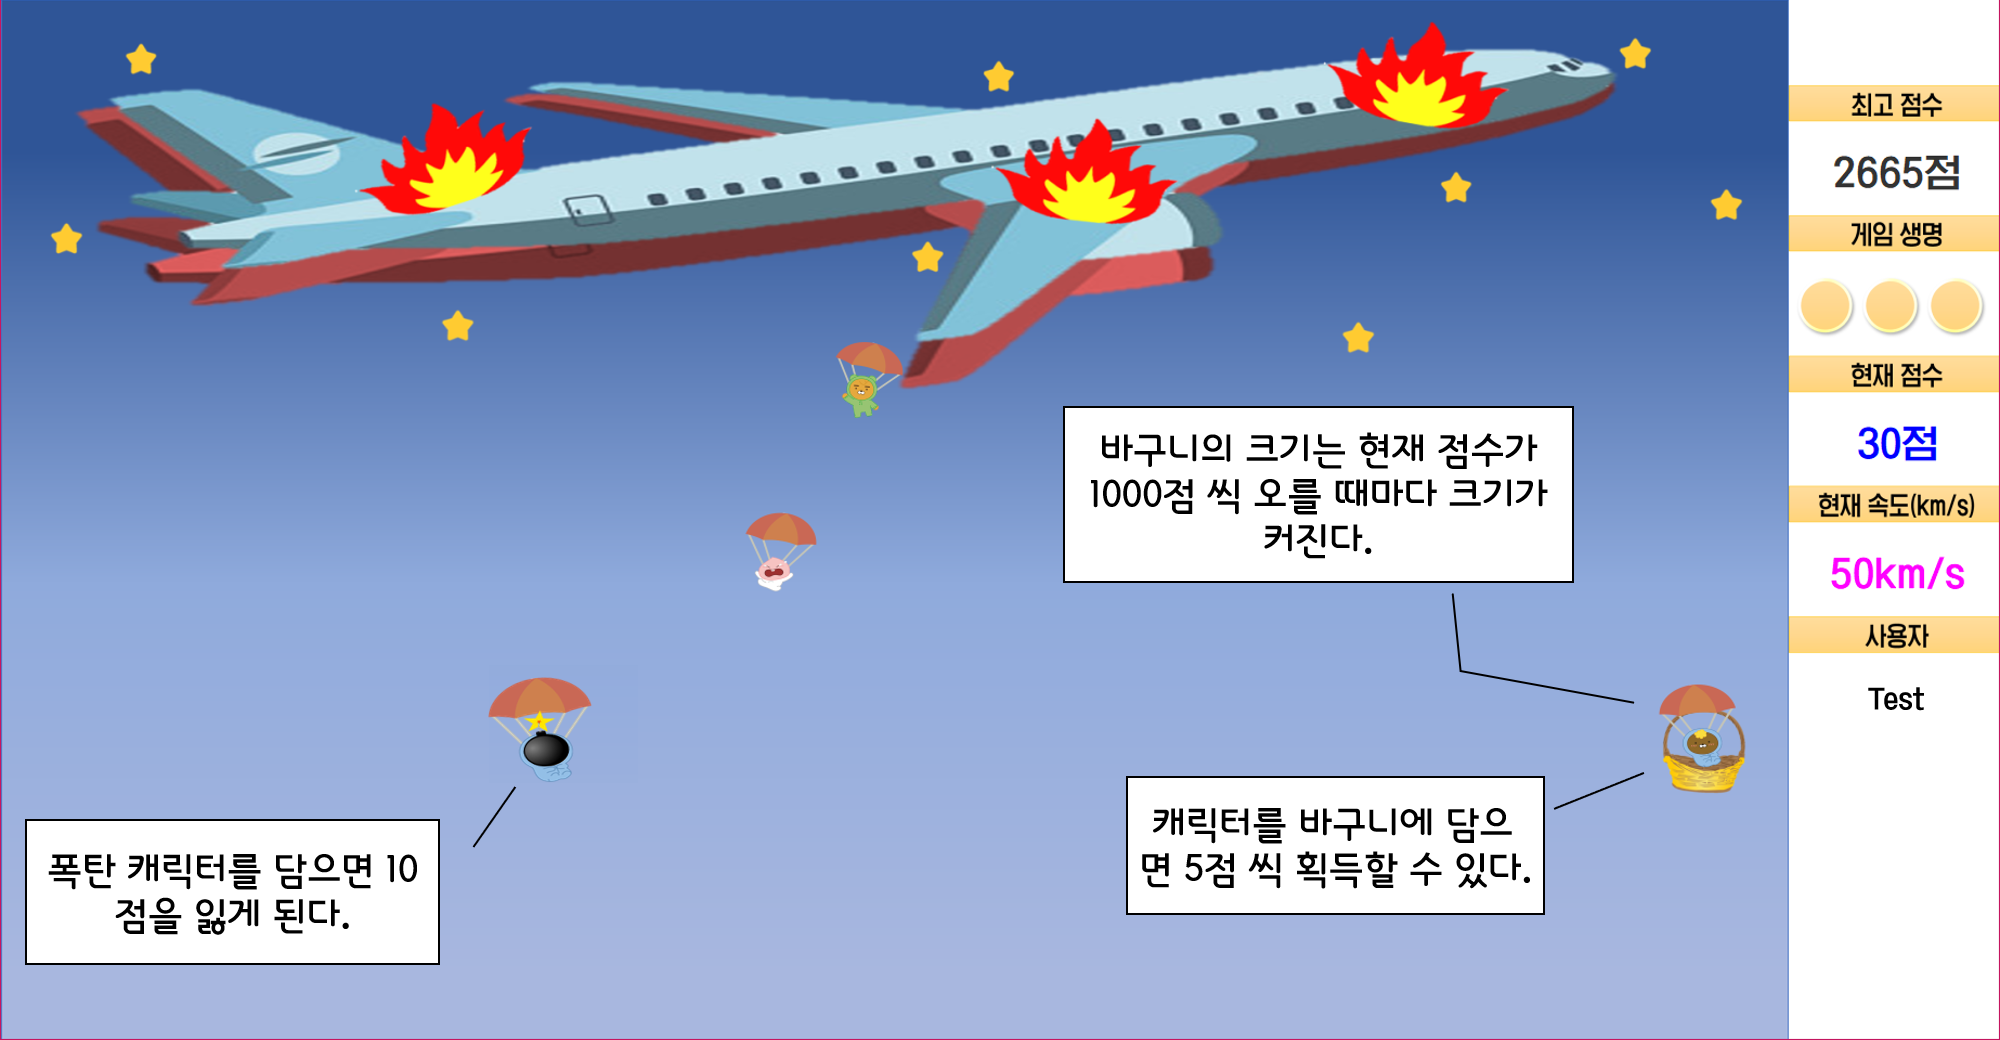 최고 점수
2665점
게임 생명
현재 점수
30점
현재 속도(km/s)
50km/s
사용자
Test
바구니의 크기는 현재 점수가
1000점 씩 오를 때마다 크기가
커진다.
캐릭터를 바구니에 담으
면 5점 씩 획득할 수 있다.
폭탄 캐릭터를 담으면 10
점을 잃게 된다.